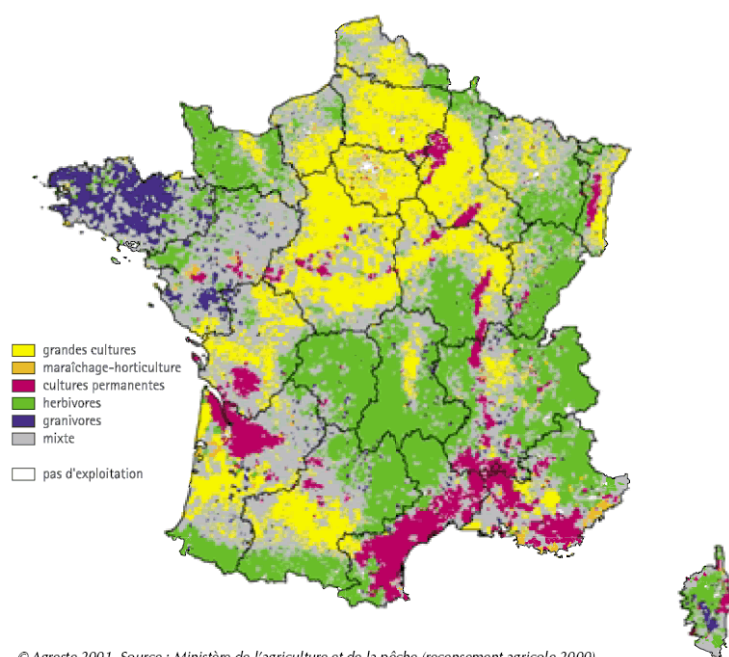 grandes cultures
maraîchage-horticulture
cultures permanentes
herbivores
granivores
mixte
pas d'exploitation
© Agreste 2001. Source : Ministère de l'agriculture et de la pêche (recensement agricole 2000)